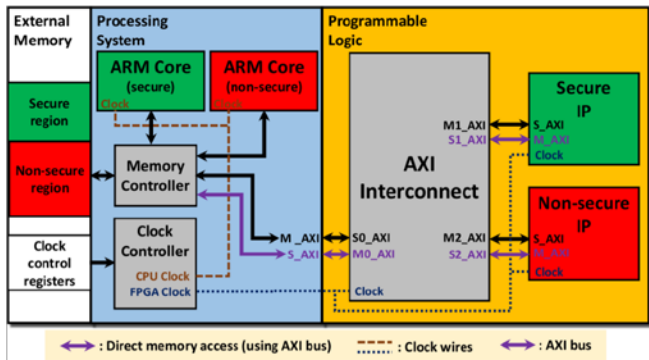 External
Memory
Secure
region
Non-secure
region
Clock
control
registers
Processing
System
ARM Core
(secure)
Clock
ARM Core
(non-secure)
Clock
Memory
Controller
Clock
Controller
CPU Clock
FPGA Clock
M_AXI
S_AXI
Programmable
Logic
AXI
Interconnect
S0_AXI
M0_AXI
Clock
M1_AXI
S1_AXI
M2_AXI
S2_AXI
Secure
IP
S_AXI
M_AXI
Clock
Non-secure
IP
S_AXI
M_AXI
Clock
: Direct memory access (using AXI bus)
: Clock wires
: AXI bus